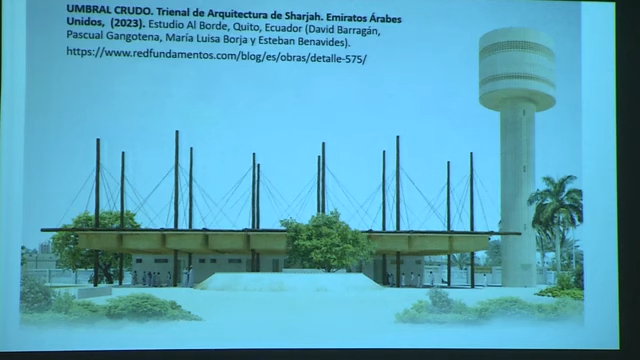 UMBRAL CRUDO. Trienal de Arquitectura de Sharjah. Emiratos Árabes
Unidos, (2023). Estudio Al Borde, Quito, Ecuador (David Barragán,
Pascual Gangotena, María Luisa Borja y Esteban Benavides).
https://www.redfundamentos.com/blog/es/obras/detalle-575/